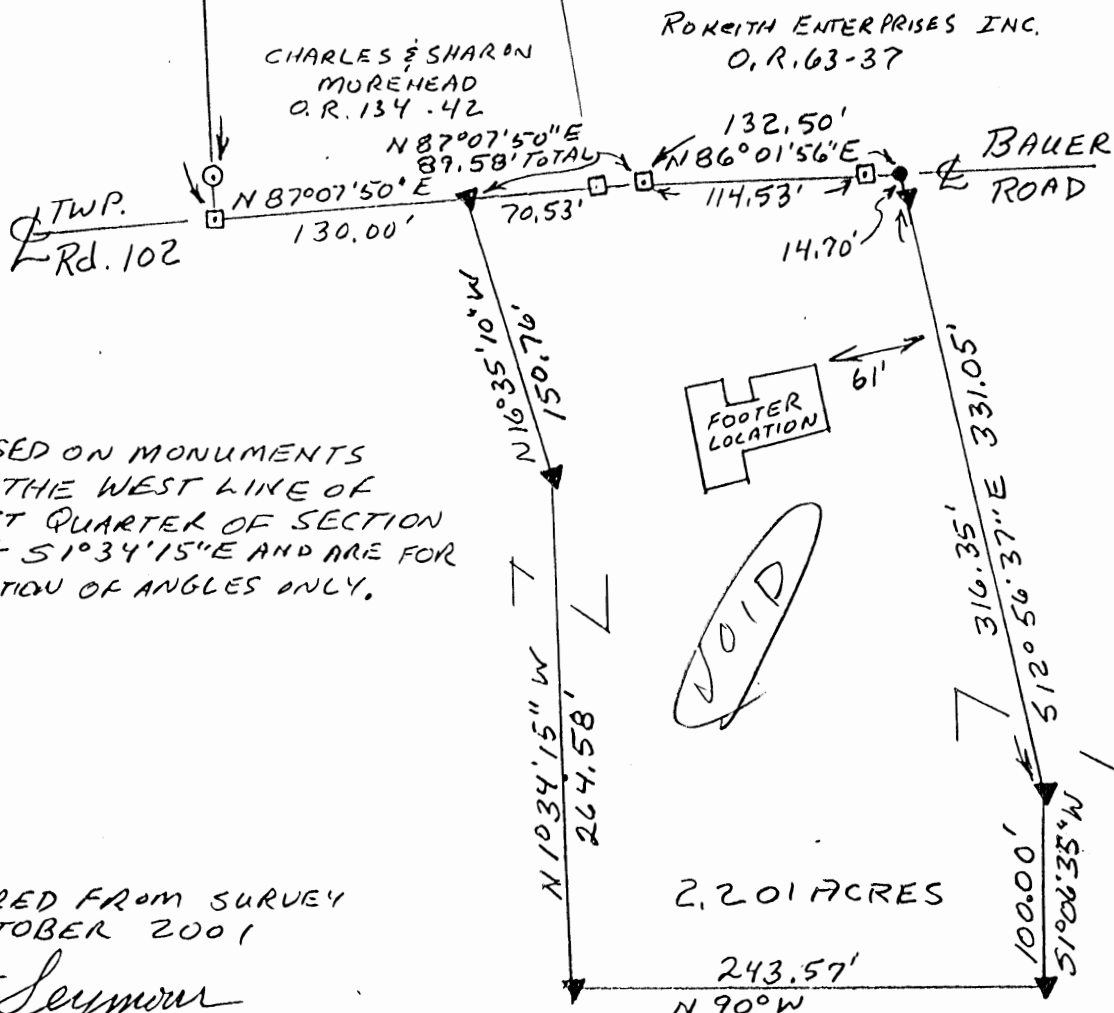 CHARLES & SHARON
MOREHEAD
O.R. 134.42
ROKEITH ENTERPRISES INC.
O.R. 63-37
N 87°07'50" E
89.58' TOTAL
132.50'
N 86°01'56" E
BAUER
ROAD
TWP.
Rd. 102
N 87°07'50" E
130.00'
70.53'
114.53'
14.70'
N 16°35'10" W
150.76'
61'
FOOTER
LOCATION
331.05'
316.35'
S 12°56'37" E
SED ON MONUMENTS
THE WEST LINE OF
ST QUARTER OF SECTION
S 1°34'15" E AND ARE FOR
TION OF ANGLES ONLY.
VOID
N 1°34'15" W
264.58'
2.201 ACRES
100.00'
S 1°06'35" W
RED FROM SURVEY
TOBER 2001
Seymour
243.57'
N 90° W